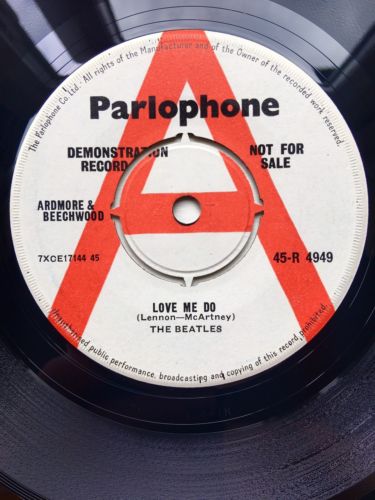 The Parlophone Co Ltd. All rights of the Manufacturer and of the Owner of the recorded work reserved.
Parlophone
DEMONSTRATION
RECORD
NOT FOR
SALE
ARDMORE &
BEECHWOOD
7XCE17144 45
45-R 4949
LOVE ME DO
(Lennon—McArtney)
THE BEATLES
Unauthorised public performance, broadcasting and copying of this record prohibited.